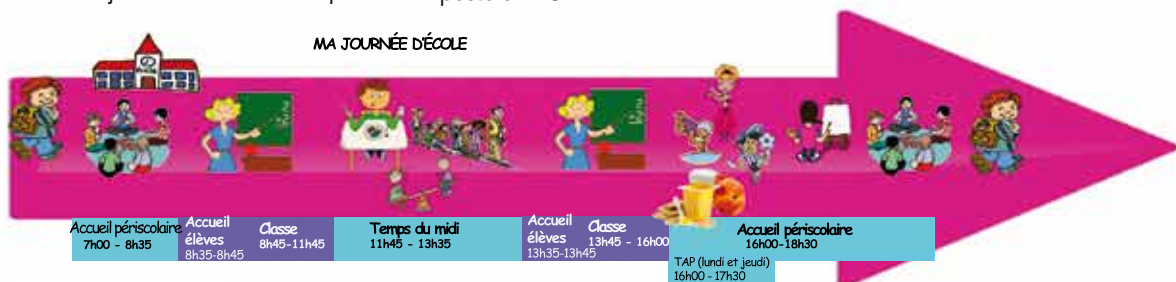 MA JOURNÉE D'ÉCOLE
Accueil périscolaire
7h00 - 8h35
Accueil
élèves
8h35-8h45
Classe
8h45-11h45
Temps du midi
11h45 - 13h35
Accueil
élèves
13h35-13h45
Classe
13h45 - 16h00
Accueil périscolaire
16h00-18h30
TAP (lundi et jeudi)
16h00 - 17h30